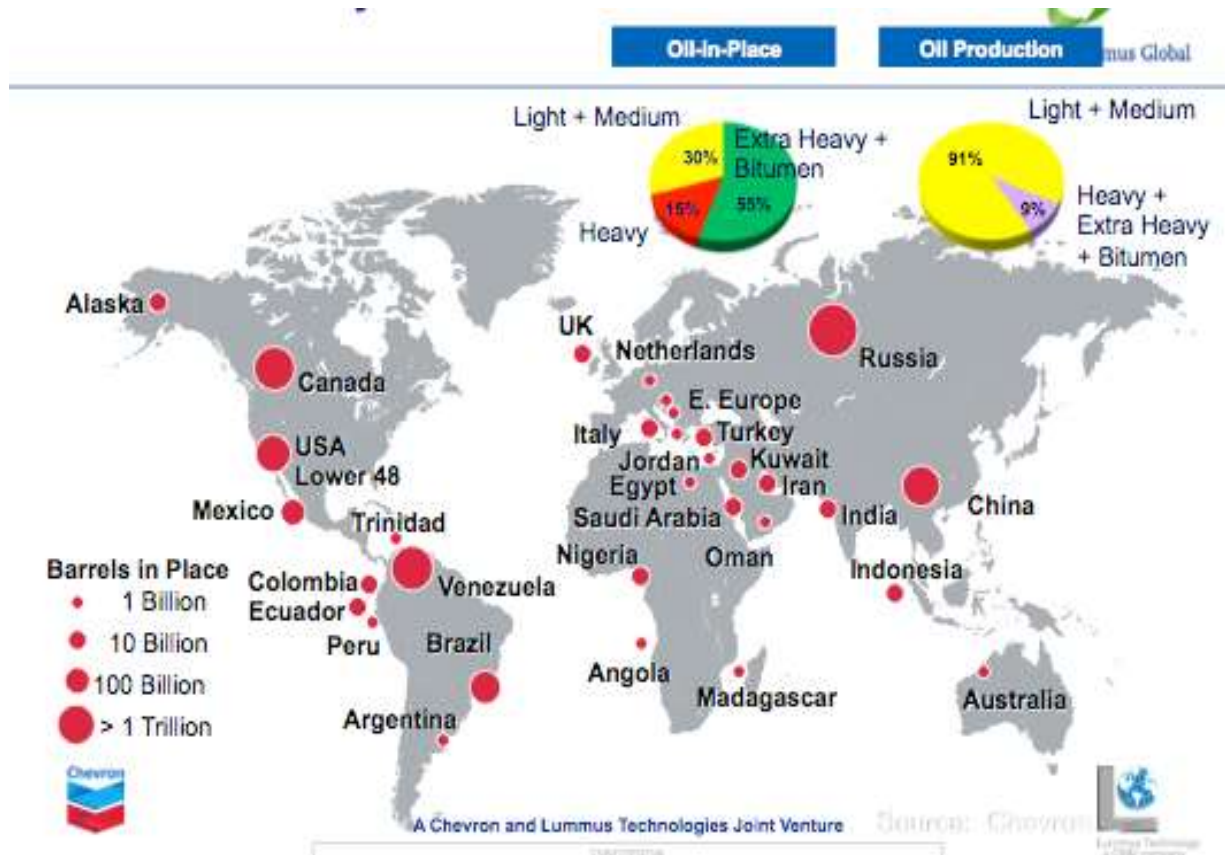 Oil-in-Place
Oil Production
mus Global
Light + Medium
Light + Medium
30%
Extra Heavy +
Bitumen
15%
55%
Heavy
91%
9%
Heavy +
Extra Heavy
+ Bitumen
Alaska
UK
Netherlands
Russia
Canada
E. Europe
Italy
Turkey
USA
Lower 48
Jordan
Kuwait
Egypt
Iran
Mexico
Saudi Arabia
India
China
Trinidad
Nigeria
Oman
Barrels in Place
1 Billion
10 Billion
100 Billion
> 1 Trillion
Colombia
Venezuela
Indonesia
Ecuador
Peru
Brazil
Angola
Madagascar
Australia
Argentina
Chevron
A Chevron and Lummus Technologies Joint Venture
Source: Chevron
Lummus Technology